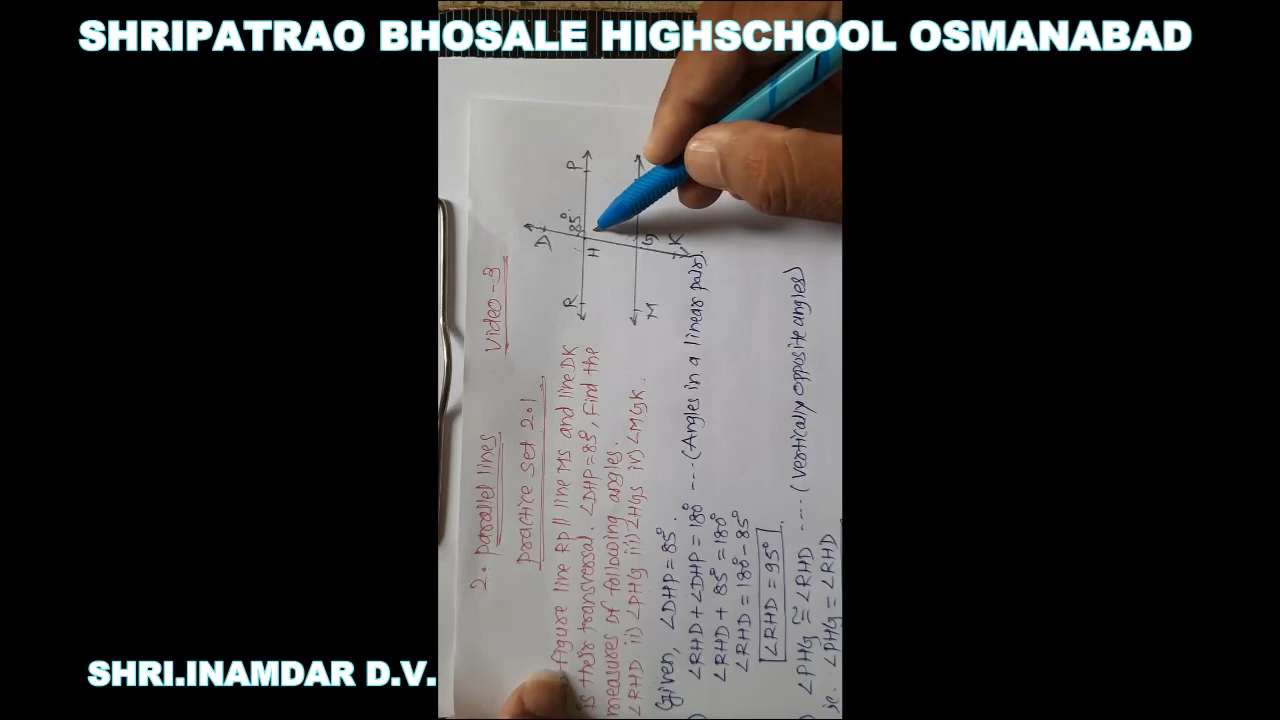 SHRIPATRAO BHOSALE HIGHSCHOOL OSMANABAD
2. Parallel lines
Video -3
practice set 2.1
figure line RP || line MS and line DK
is their transversal. ∠DHP = 85°, Find the
measures of following angles.
∠RHD ii) ∠PHG iii) ∠HGS iv) ∠MGK.
D
R
H
85°
P
M
G
K
Given, ∠DHP = 85°.
∠RHD + ∠DHP = 180° ---- (Angles in a linear pair).
∠RHD + 85° = 180°
∠RHD = 180° - 85°
∠RHD = 95°
∠PHG ≅ ∠RHD ---- (vertically opposite angles)
ie. ∠PHG = ∠RHD
SHRI.INAMDAR D.V.